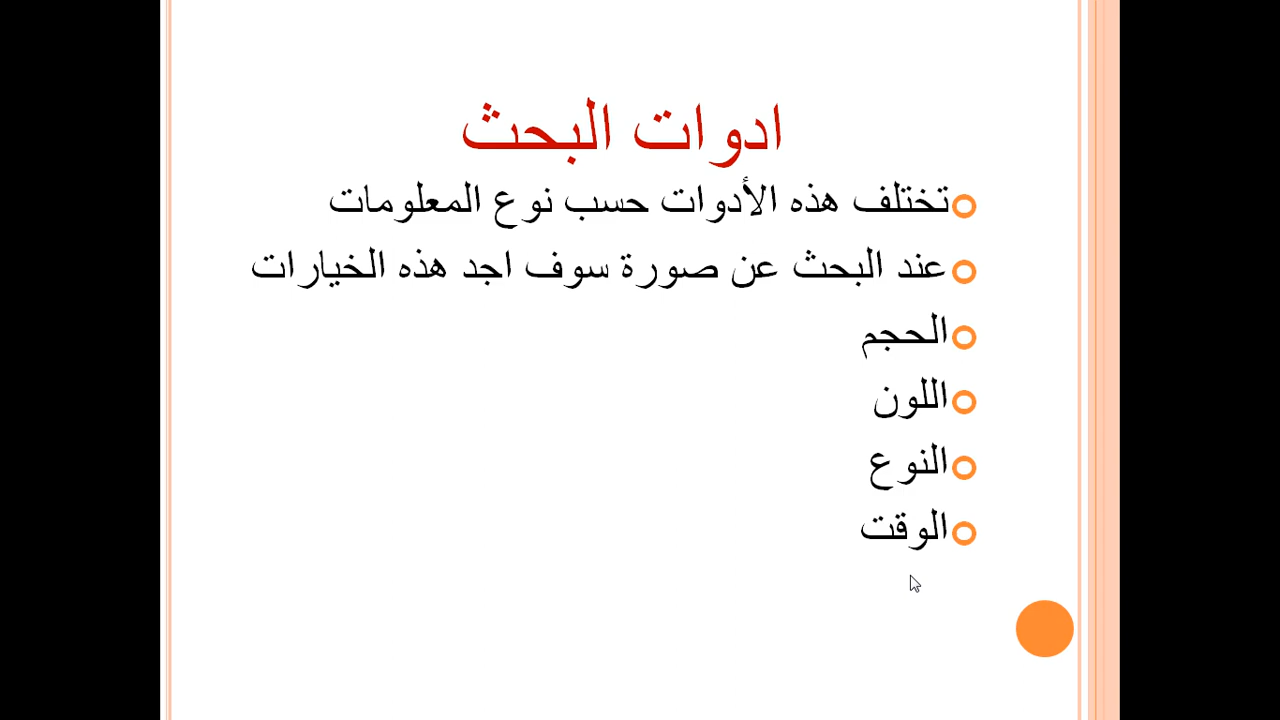 ادوات البحث
تختلف هذه الأدوات حسب نوع المعلومات
عند البحث عن صورة سوف اجد هذه الخيارات
الحجم
اللون
النوع
الوقت